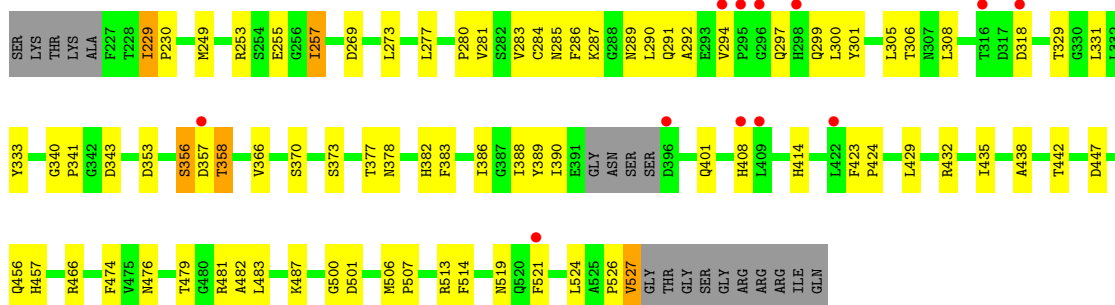 SER LYS THR LYS ALA F227 T228 I229 P230 M249 R253 S254 E255 G256 I257 D269 L273 L277 P280 V281 S282 V283 C284 N285 F286 K287 G288 N289 L290 Q291 A292 E293 V294 P295 G296 Q297 H298 Q299 L300 Y301 L305 T306 N307 L308 T316 D317 D318 T329 G330 L331 L332
Y333 G340 P341 G342 D343 D353 S356 D357 T358 V366 S370 S373 T377 N378 H382 F383 I386 G387 I388 Y389 I390 E391 GLY ASN SER SER D396 Q401 H408 L409 H414 L422 F423 P424 L429 R432 I435 A438 T442 D447
Q456 H457 R466 F474 V475 N476 T479 G480 R481 A482 L483 K487 G500 D501 M506 P507 R513 F514 N519 Q520 F521 L524 A525 P526 V527 GLY THR GLY SER GLY ARG ARG ARG ILE GLN